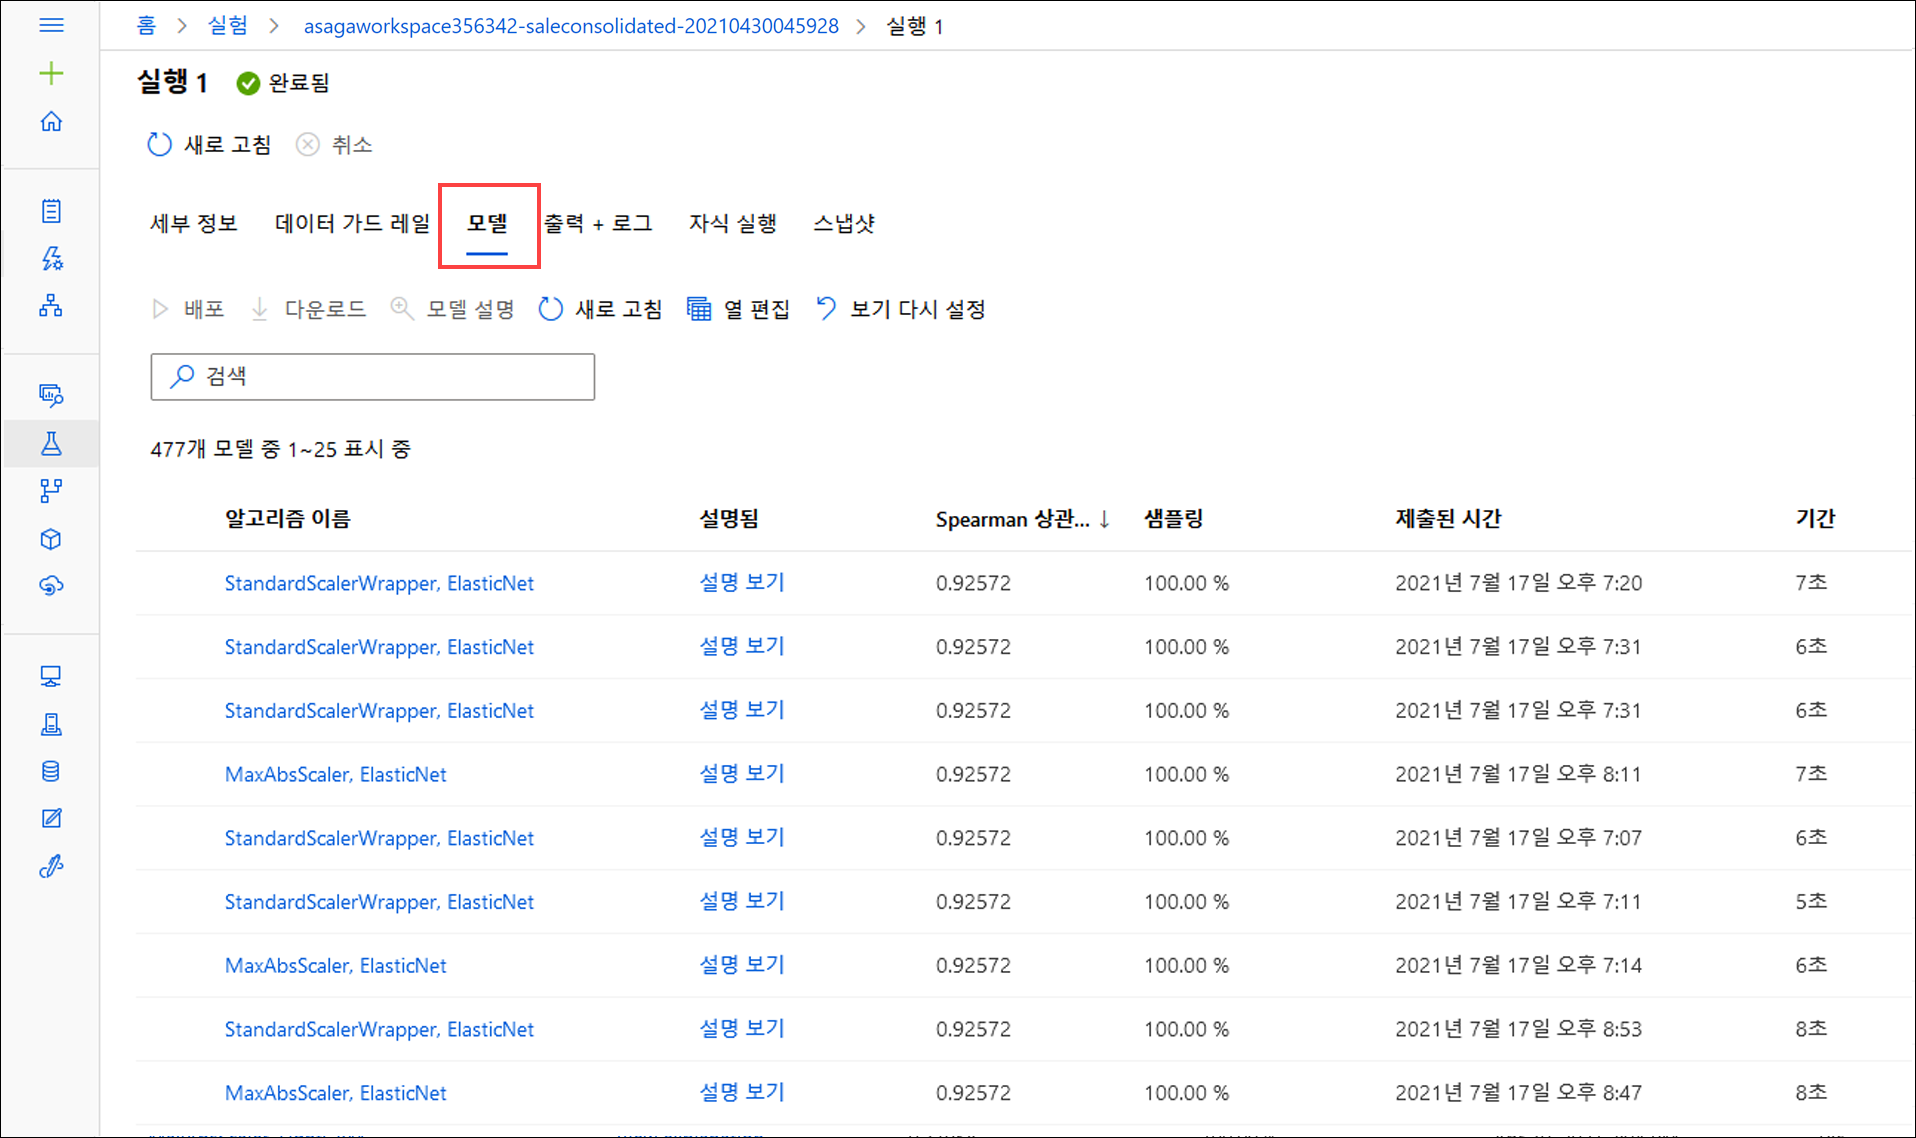 홈 > 실험 > asagaworkspace356342-saleconsolidated-20210430045928 > 실행 1
실행 1 완료됨
새로 고침 취소
세부 정보 데이터 가드 레일 모델 출력 + 로그 자식 실행 스냅샷
배포 다운로드 모델 설명 새로 고침 열 편집 보기 다시 설정
검색
477개 모델 중 1~25 표시 중
알고리즘 이름 설명됨 Spearman 상관... ↓ 샘플링 제출된 시간 기간
StandardScalerWrapper, ElasticNet 설명 보기 0.92572 100.00 % 2021년 7월 17일 오후 7:20 7초
StandardScalerWrapper, ElasticNet 설명 보기 0.92572 100.00 % 2021년 7월 17일 오후 7:31 6초
StandardScalerWrapper, ElasticNet 설명 보기 0.92572 100.00 % 2021년 7월 17일 오후 7:31 6초
MaxAbsScaler, ElasticNet 설명 보기 0.92572 100.00 % 2021년 7월 17일 오후 8:11 7초
StandardScalerWrapper, ElasticNet 설명 보기 0.92572 100.00 % 2021년 7월 17일 오후 7:07 6초
StandardScalerWrapper, ElasticNet 설명 보기 0.92572 100.00 % 2021년 7월 17일 오후 7:11 5초
MaxAbsScaler, ElasticNet 설명 보기 0.92572 100.00 % 2021년 7월 17일 오후 7:14 6초
StandardScalerWrapper, ElasticNet 설명 보기 0.92572 100.00 % 2021년 7월 17일 오후 8:53 8초
MaxAbsScaler, ElasticNet 설명 보기 0.92572 100.00 % 2021년 7월 17일 오후 8:47 8초